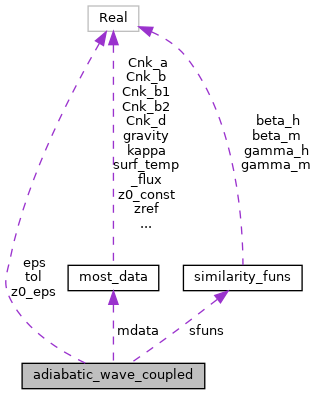 Real
Cnk_a
Cnk_b
Cnk_b1
Cnk_b2
Cnk_d
gravity
kappa
surf_temp
_flux
z0_const
zref
...
beta_h
beta_m
gamma_h
gamma_m
eps
tol
z0_eps
most_data
similarity_funs
mdata
sfuns
adiabatic_wave_coupled